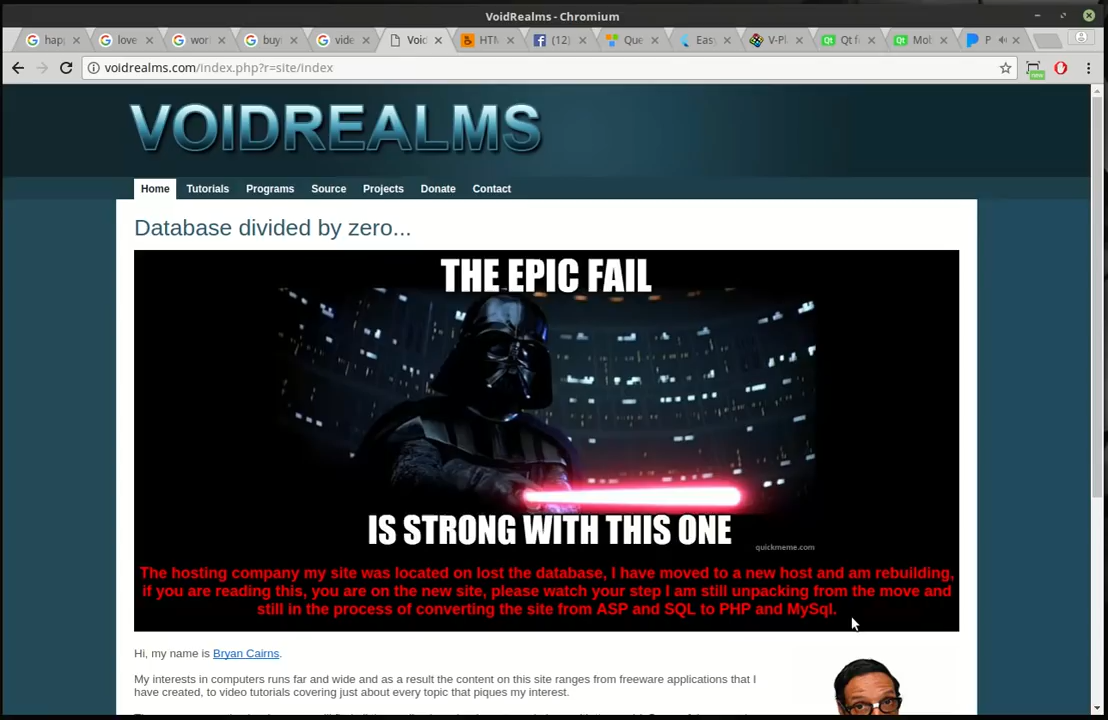 VoidRealms - Chromium
happ
love
wor
buy
vide
Void
HTM
(12)
Que
Easy
V-Pl
Qt f
Mob
P
voidrealms.com/index.php?r=site/index
new
VOIDREALMS
Home Tutorials Programs Source Projects Donate Contact
Database divided by zero...
THE EPIC FAIL
IS STRONG WITH THIS ONE
quickmeme.com
The hosting company my site was located on lost the database, I have moved to a new host and am rebuilding,
if you are reading this, you are on the new site, please watch your step I am still unpacking from the move and
still in the process of converting the site from ASP and SQL to PHP and MySql.
Hi, my name is Bryan Cairns.
My interests in computers runs far and wide and as a result the content on this site ranges from freeware applications that I
have created, to video tutorials covering just about every topic that piques my interest.